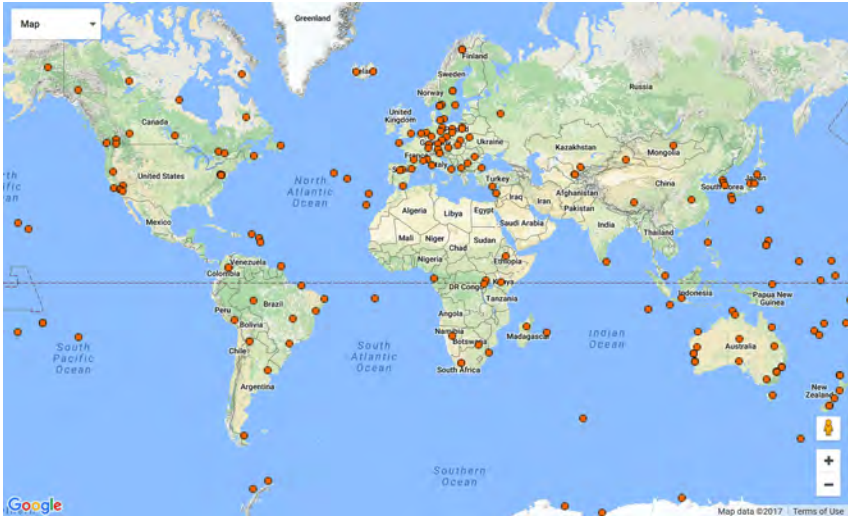 Map
Greenland
Iceland
Finland
Sweden
Norway
Russia
Canada
United
Kingdom
Ukraine
Kazakhstan
Mongolia
France
Italy
United States
North
Atlantic
Ocean
Turkey
Afghanistan
China
South Korea
Japan
Iraq
Iran
Pakistan
Algeria
Libya
Egypt
Saudi Arabia
India
Mexico
Mali
Niger
Chad
Sudan
Thailand
Nigeria
Ethiopia
Venezuela
Colombia
DR Congo
Kenya
Indonesia
Papua New
Guinea
Tanzania
Brazil
Peru
Angola
Bolivia
Namibia
Botswana
Madagascar
Indian
Ocean
South
Pacific
Ocean
Chile
South
Atlantic
Ocean
Australia
South Africa
Argentina
New
Zealand
Southern
Ocean
Google
Map data ©2017
Terms of Use